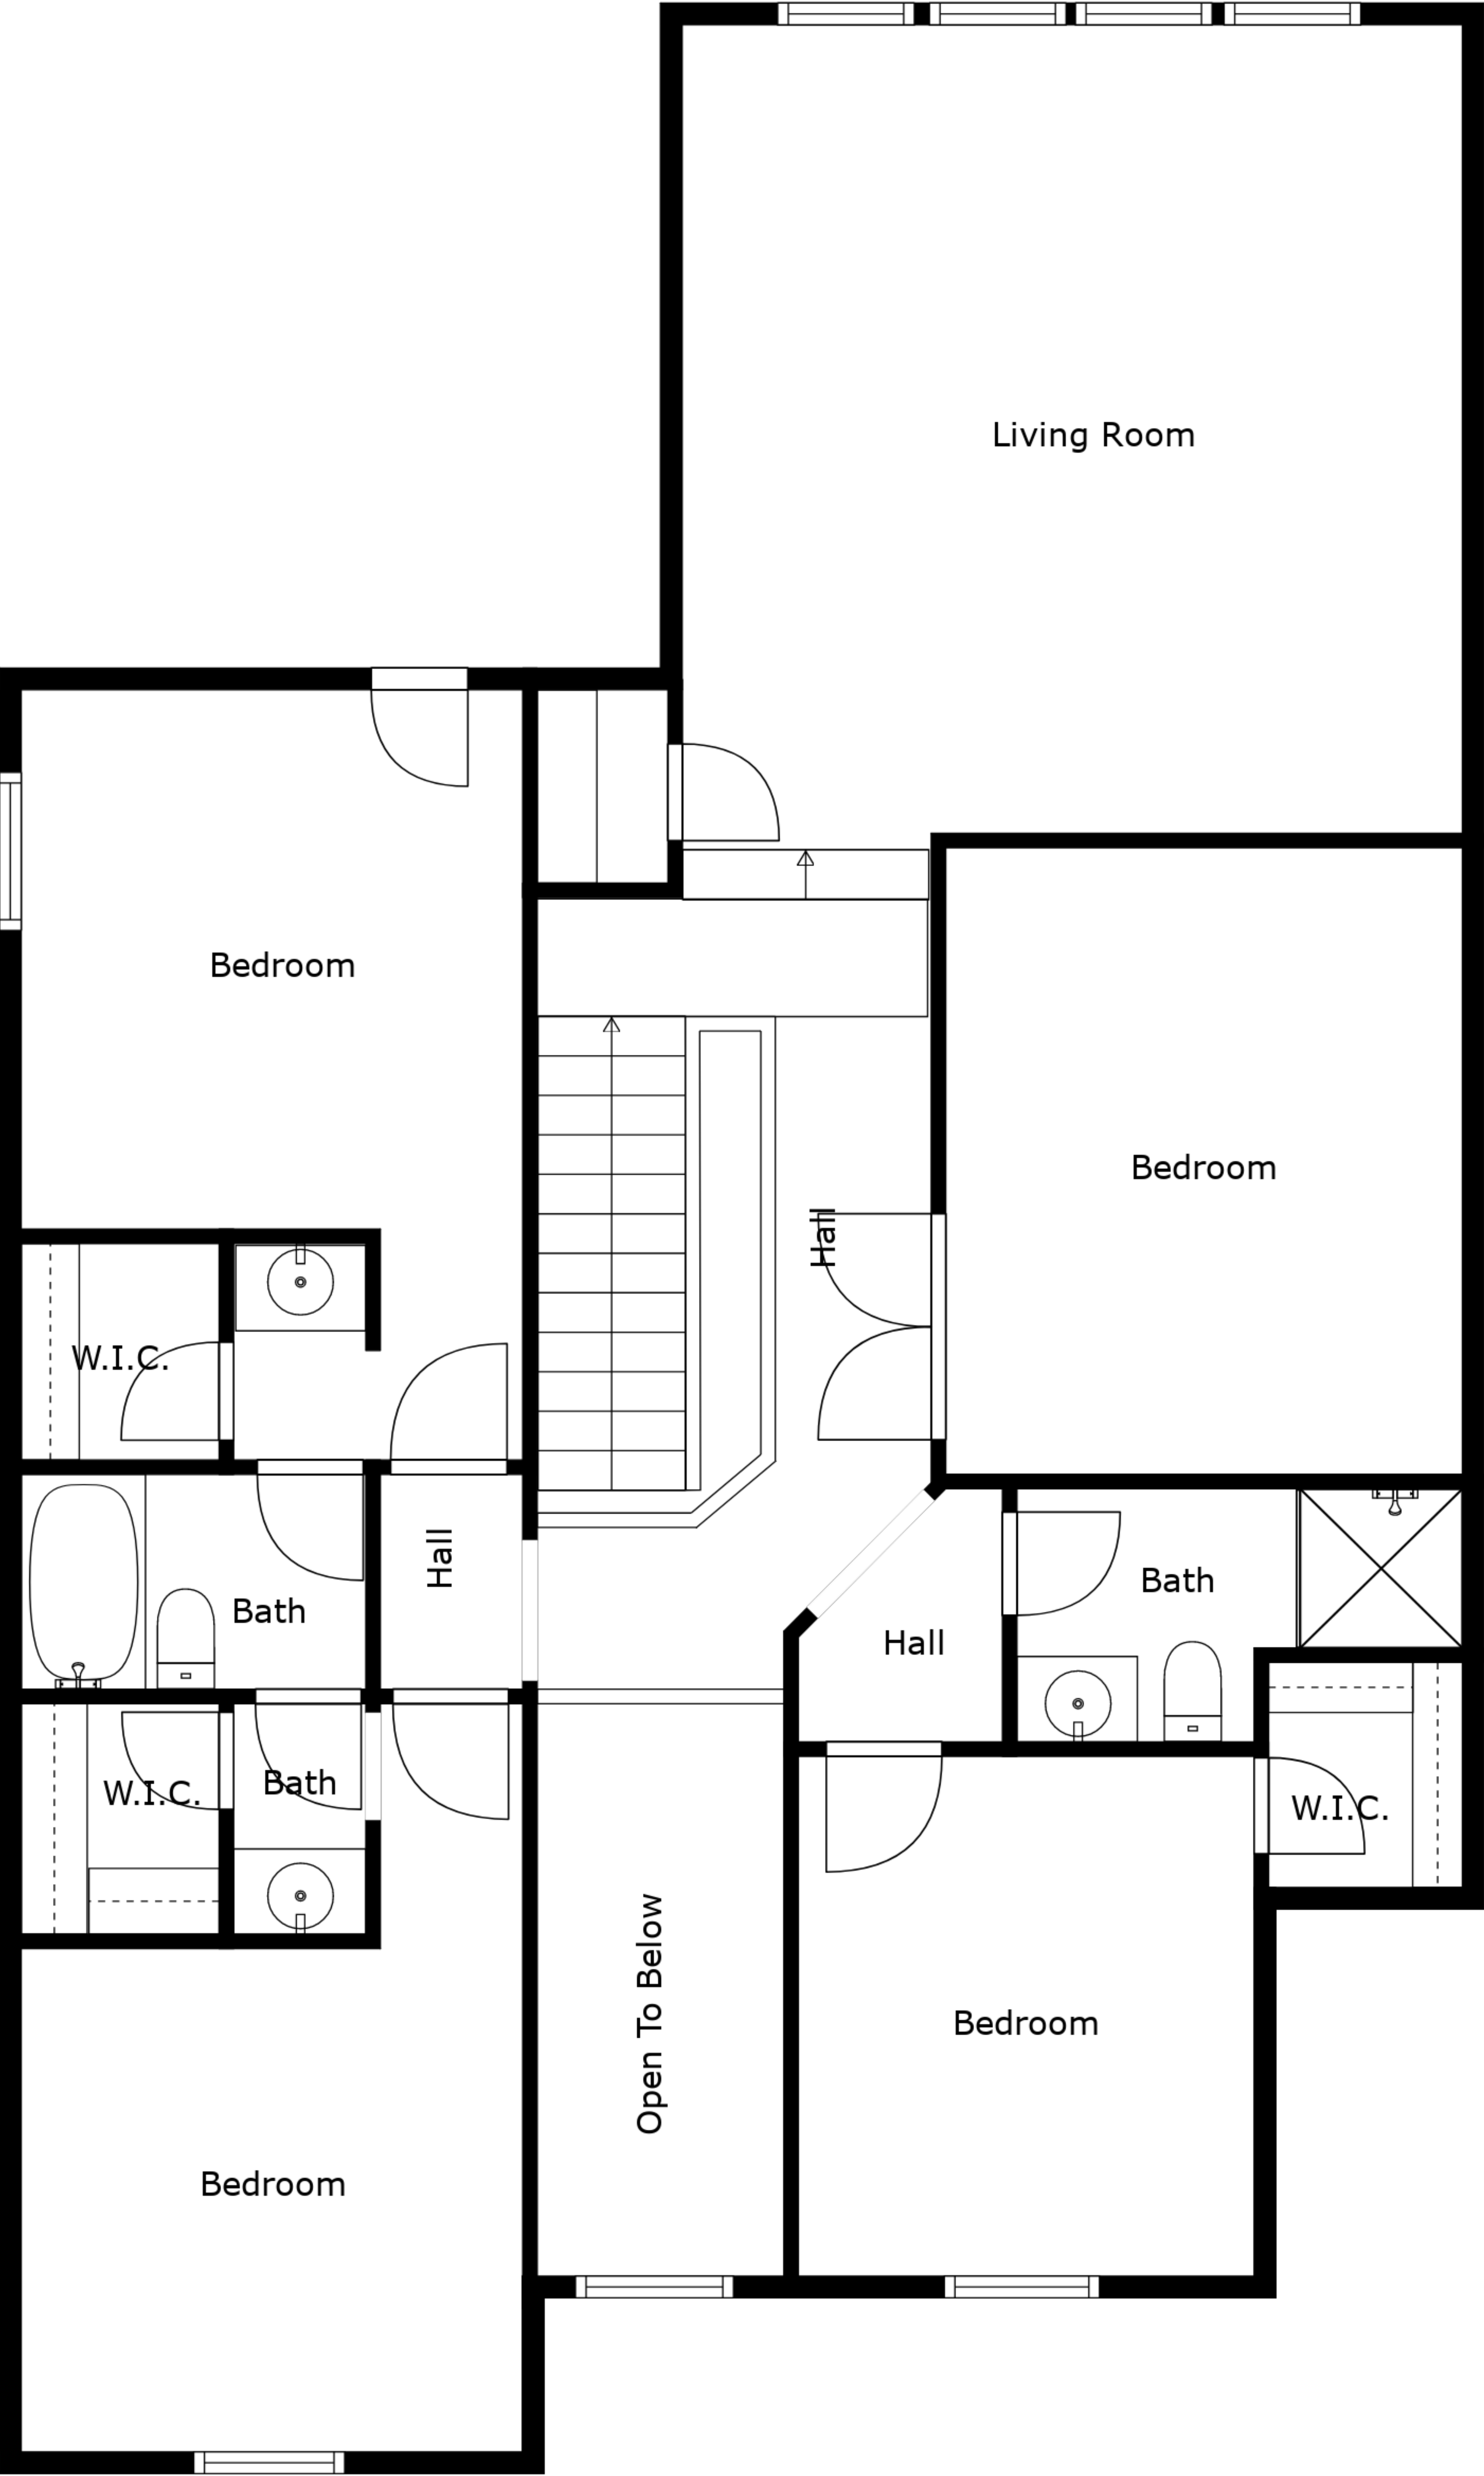 Living Room
Bedroom
Bedroom
Hall
W.I.C.
Hall
Bath
Bath
Hall
W.I.C.
Bath
W.I.C.
Open To Below
Bedroom
Bedroom